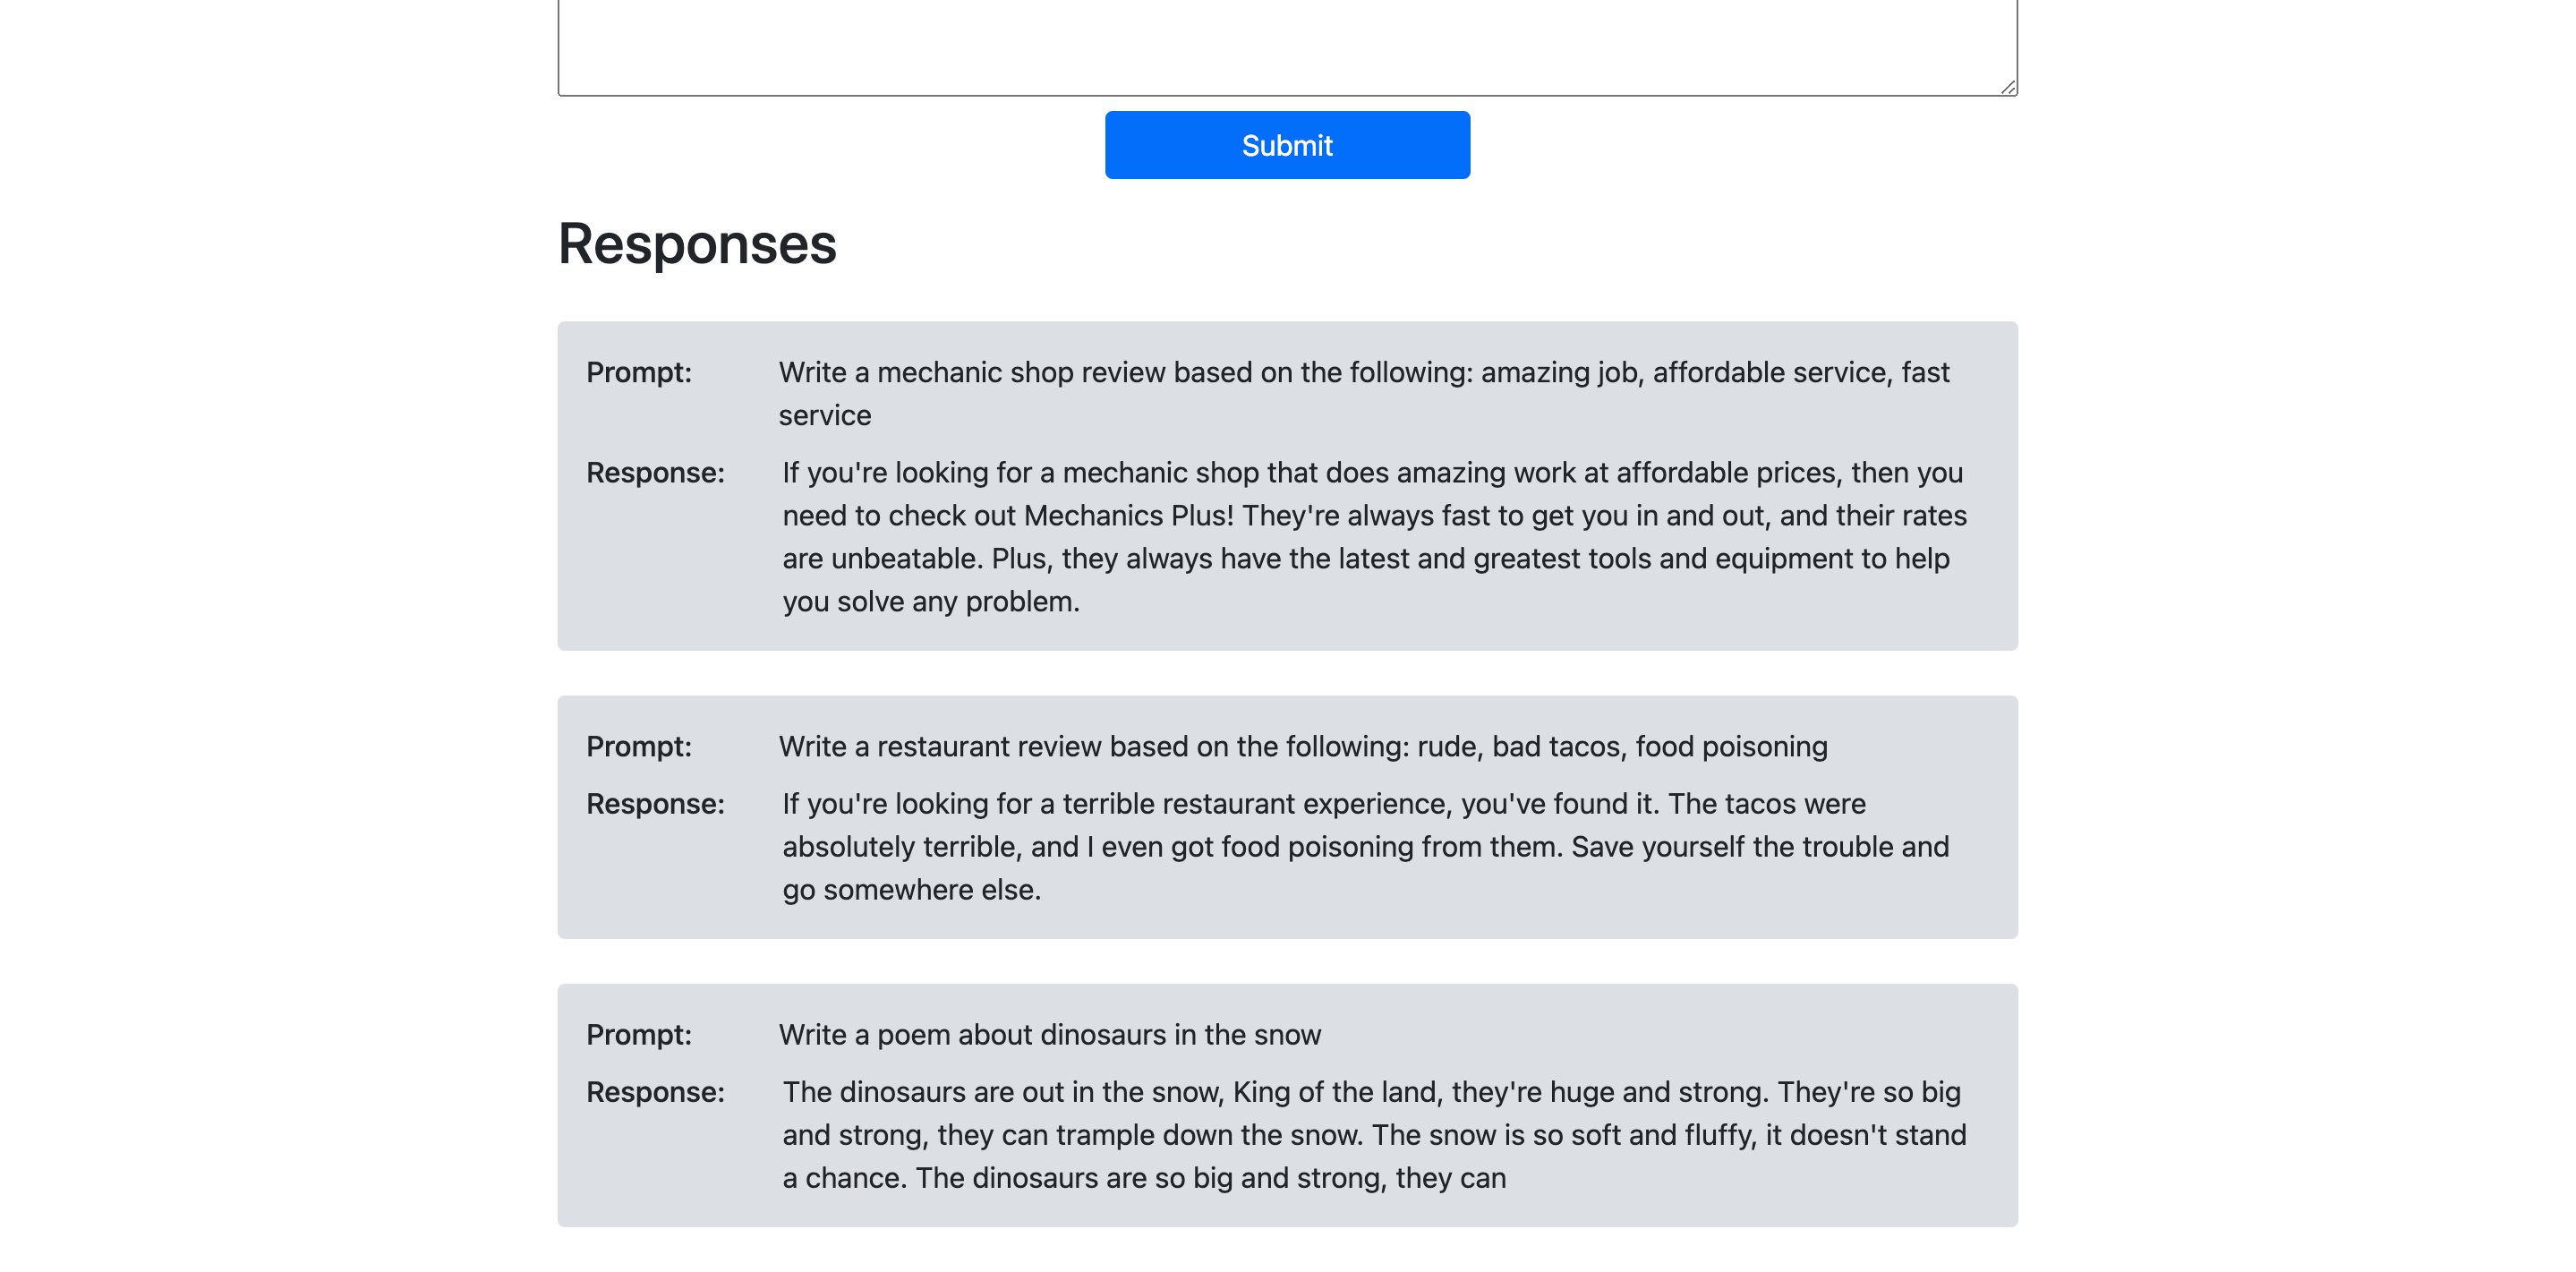 Submit
Responses
Prompt: Write a mechanic shop review based on the following: amazing job, affordable service, fast
service
Response: If you're looking for a mechanic shop that does amazing work at affordable prices, then you
need to check out Mechanics Plus! They're always fast to get you in and out, and their rates
are unbeatable. Plus, they always have the latest and greatest tools and equipment to help
you solve any problem.
Prompt: Write a restaurant review based on the following: rude, bad tacos, food poisoning
Response: If you're looking for a terrible restaurant experience, you've found it. The tacos were
absolutely terrible, and I even got food poisoning from them. Save yourself the trouble and
go somewhere else.
Prompt: Write a poem about dinosaurs in the snow
Response: The dinosaurs are out in the snow, King of the land, they're huge and strong. They're so big
and strong, they can trample down the snow. The snow is so soft and fluffy, it doesn't stand
a chance. The dinosaurs are so big and strong, they can